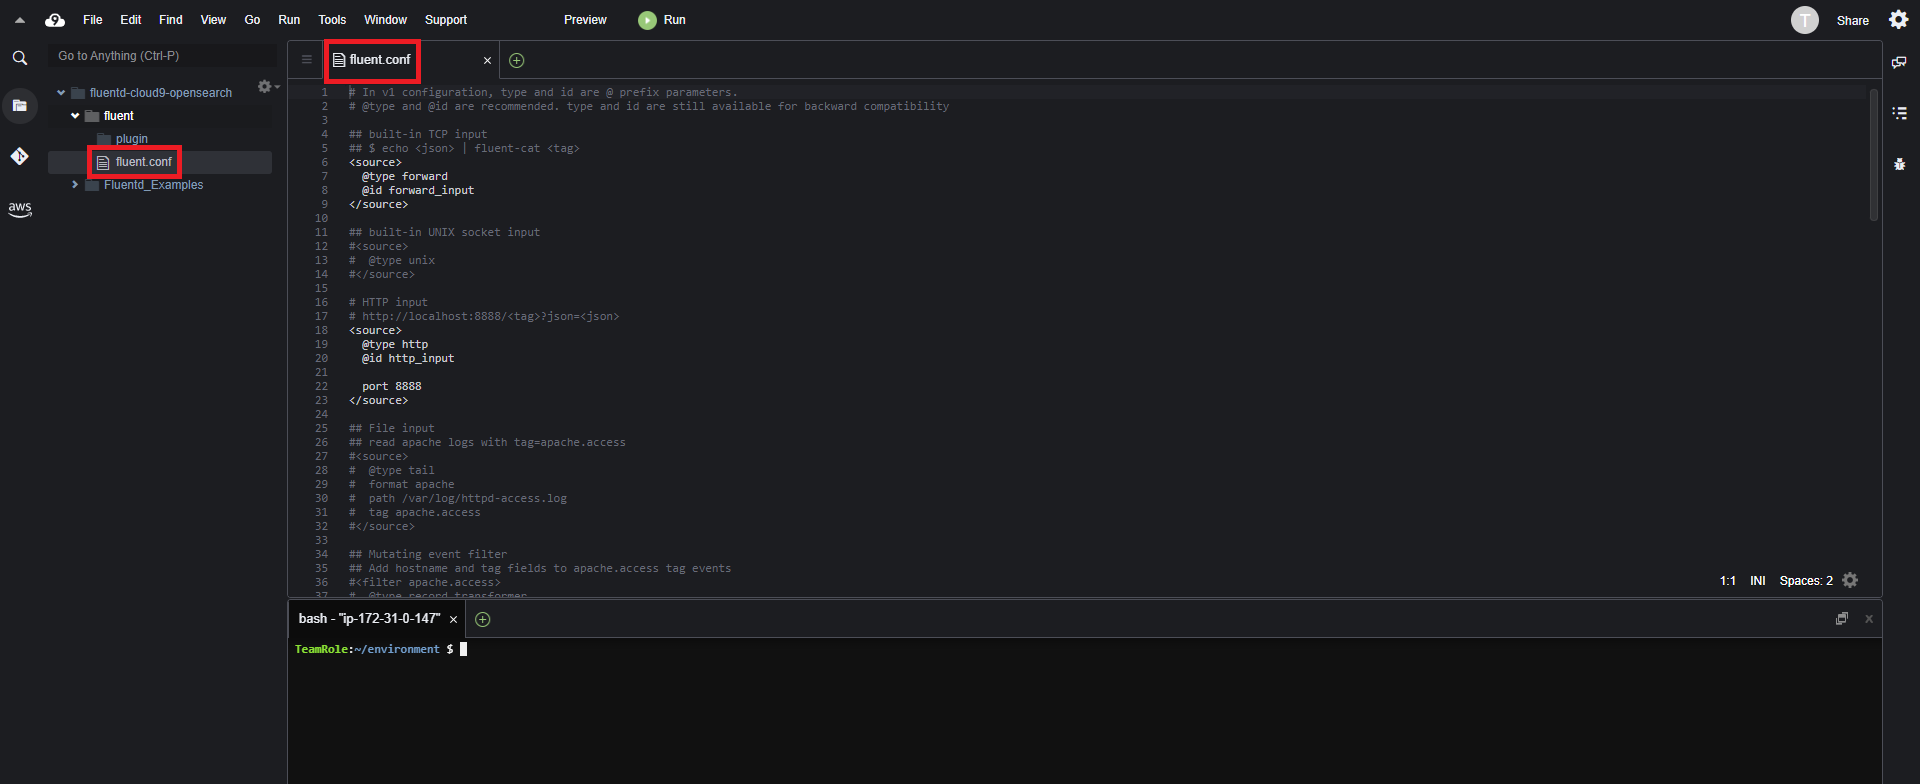 9 File Edit Find View Go Run Tools Window Support Preview Run T Share
Go to Anything (Ctrl-P)
fluentd-cloud9-opensearch
fluent
plugin
fluent.conf
Fluentd_Examples
aws
fluent.conf ×
1 # In v1 configuration, type and id are @ prefix parameters.
2 # @type and @id are recommended. type and id are still available for backward compatibility
3
4 ## built-in TCP input
5 ## $ echo <json> | fluent-cat <tag>
6 <source>
7   @type forward
8   @id forward_input
9 </source>
10
11 ## built-in UNIX socket input
12 #<source>
13 #  @type unix
14 #</source>
15
16 # HTTP input
17 # http://localhost:8888/<tag>?json=<json>
18 <source>
19   @type http
20   @id http_input
21
22   port 8888
23 </source>
24
25 ## File input
26 ## read apache logs with tag=apache.access
27 #<source>
28 #  @type tail
29 #  format apache
30 #  path /var/log/httpd-access.log
31 #  tag apache.access
32 #</source>
33
34 ## Mutating event filter
35 ## Add hostname and tag fields to apache.access tag events
36 #<filter apache.access>
37 #  @type record_transformer
1:1 INI Spaces: 2
bash - "ip-172-31-0-147" ×
TeamRole:~/environment $